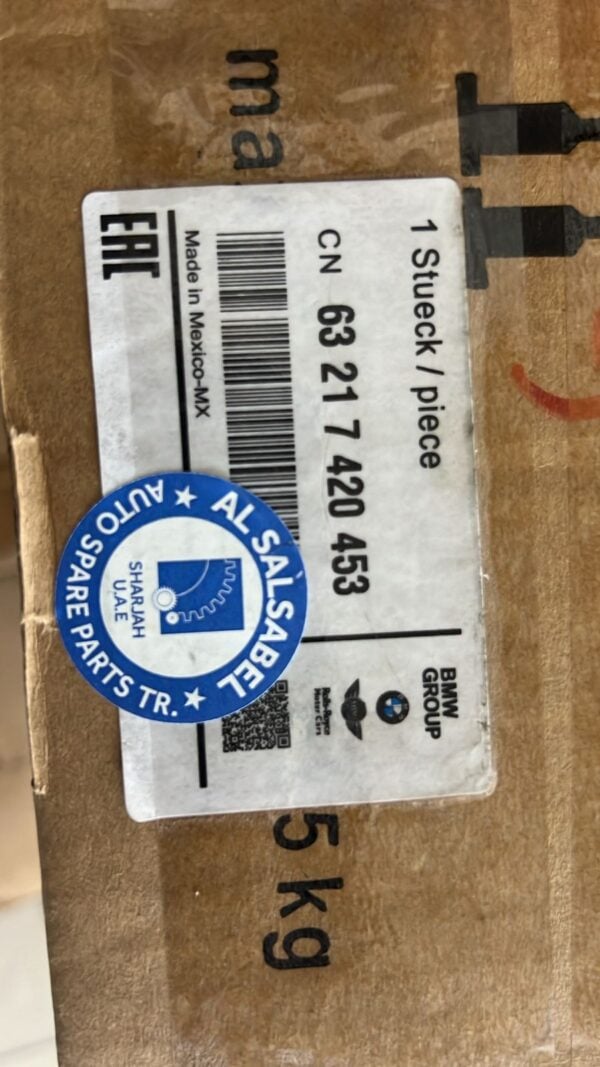 ma
1 Stueck / piece
CN 63 21 7 420 453
Made in Mexico-MX
EAC
BMW
GROUP
Rolls-Royce
Motor Cars
AL SALSABEL
AUTO SPARE PARTS TR.
SHARJAH
U.A.E
5 kg